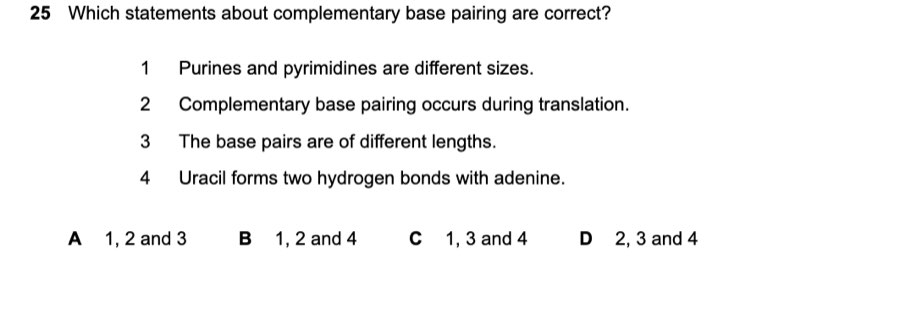 25 Which statements about complementary base pairing are correct?
1 Purines and pyrimidines are different sizes.
2 Complementary base pairing occurs during translation.
3 The base pairs are of different lengths.
4 Uracil forms two hydrogen bonds with adenine.
A 1, 2 and 3 B 1, 2 and 4 C 1, 3 and 4 D 2, 3 and 4